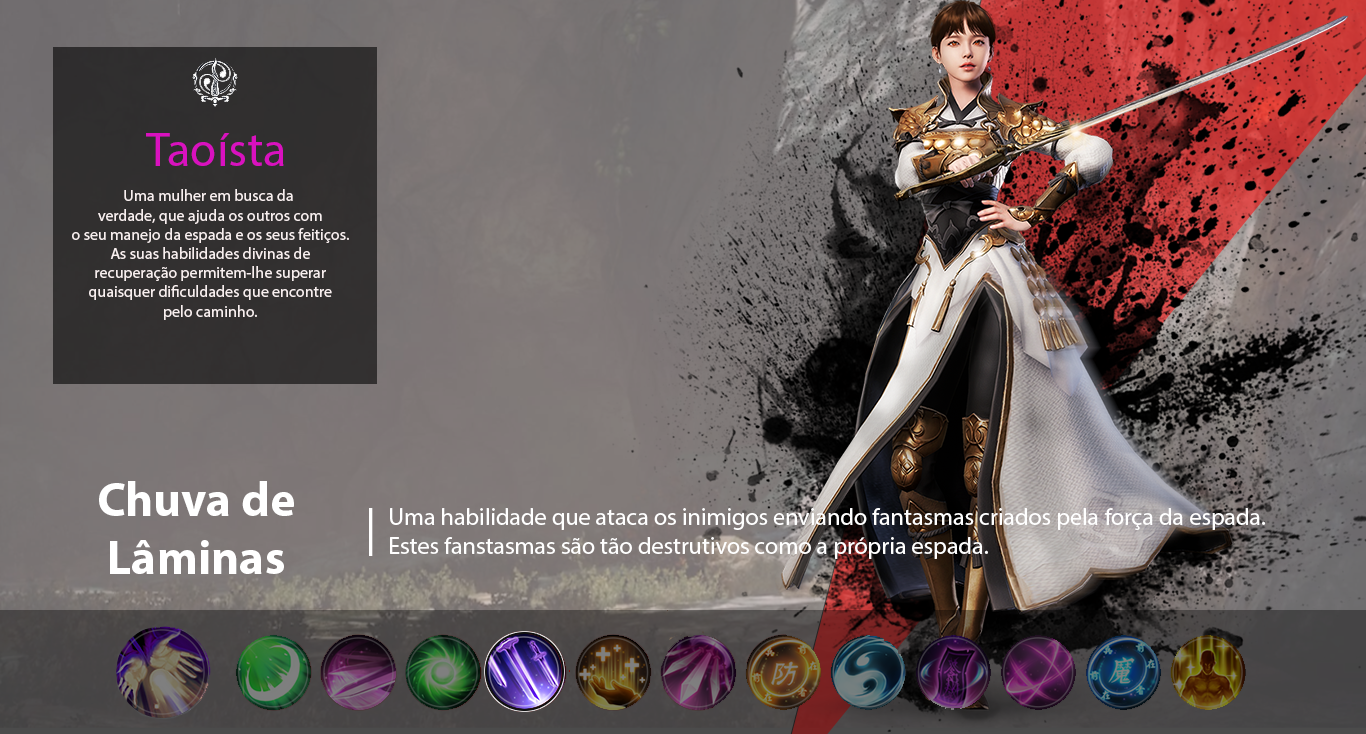 Taoísta
Uma mulher em busca da
verdade, que ajuda os outros com
o seu manejo da espada e os seus feitiços.
As suas habilidades divinas de
recuperação permitem-lhe superar
quaisquer dificuldades que encontre
pelo caminho.
Chuva de
Lâminas
Uma habilidade que ataca os inimigos enviando fantasmas criados pela força da espada.
Estes fanstasmas são tão destrutivos como a própria espada.
防
魔